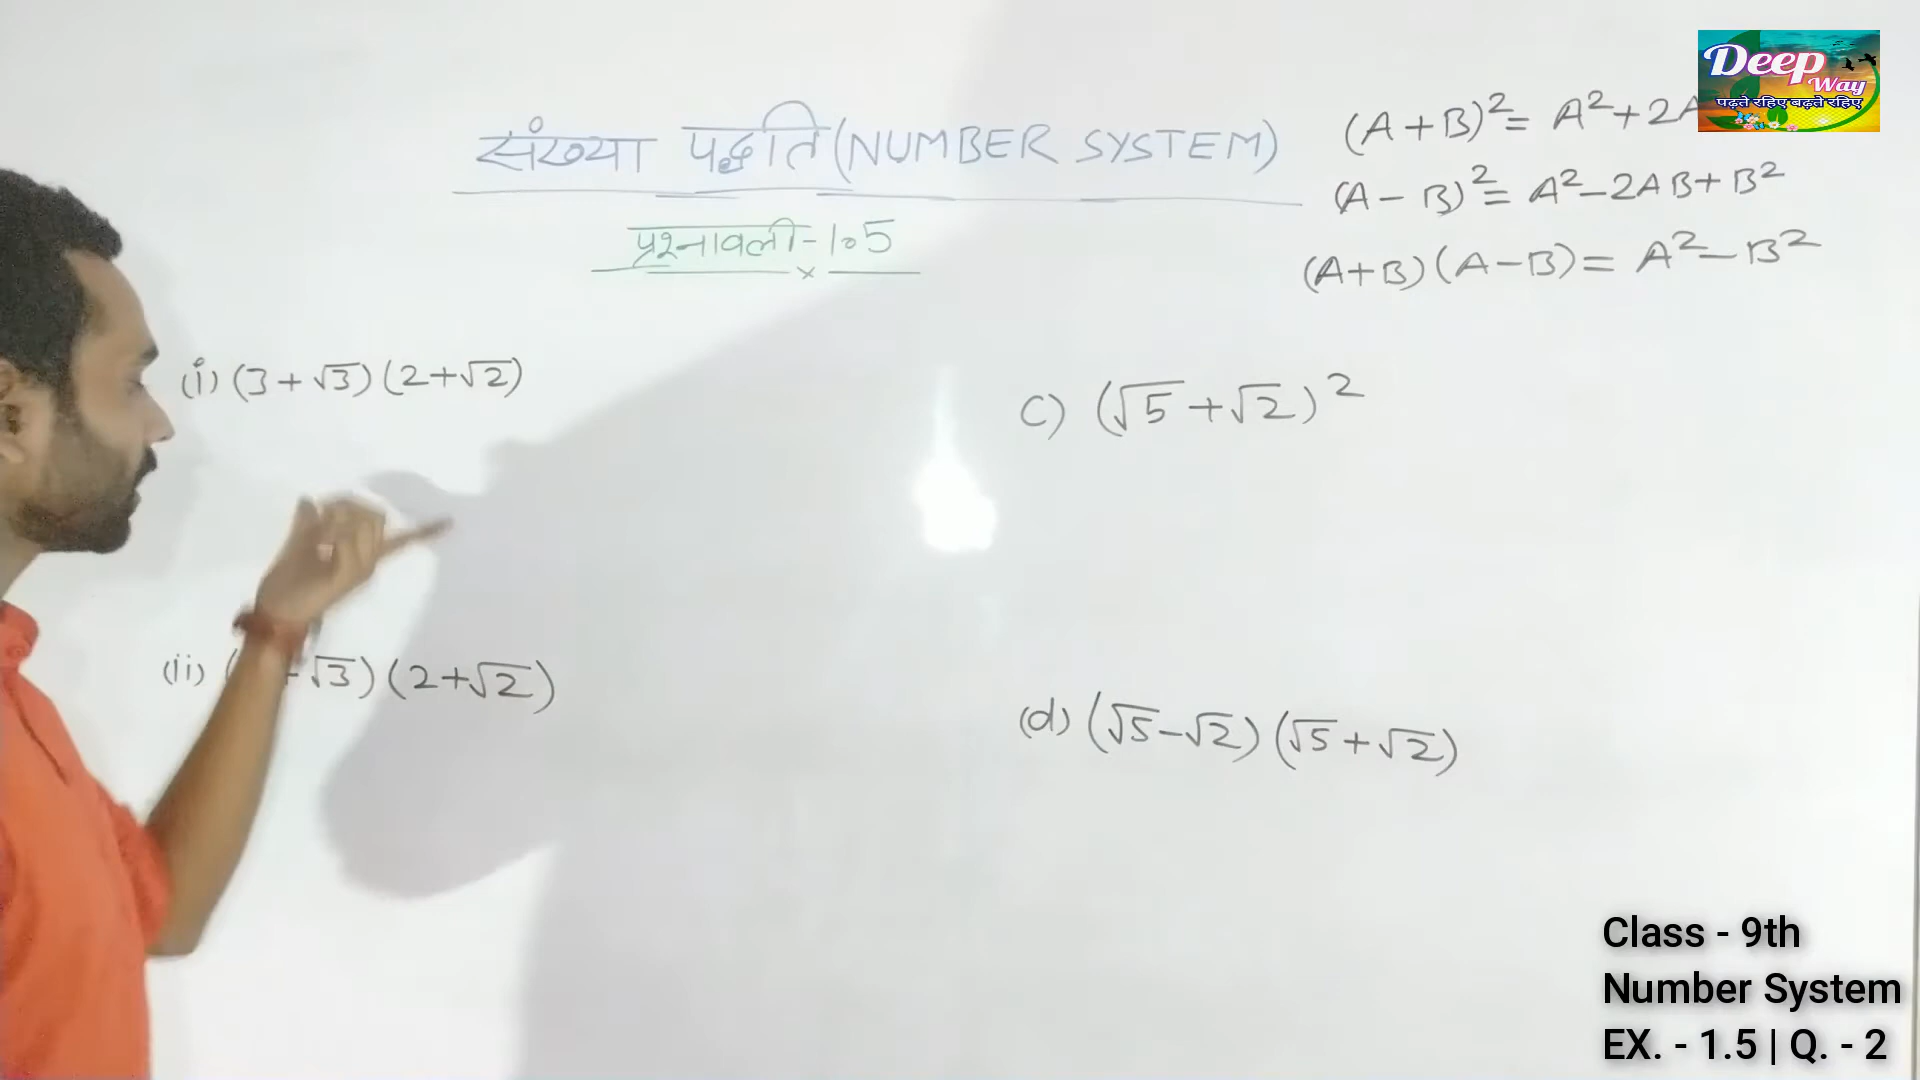 संख्या पद्धति (NUMBER SYSTEM)
प्रश्नावली - 1.5
(A+B)²= A²+2A
(A-B)²= A²-2AB+B²
(A+B)(A-B)= A²-B²
Deep
Way
पढ़ते रहिए बढ़ते रहिए
(i) (3+√3)(2+√2)
(ii) ( √3)(2+√2)
C) (√5+√2)²
(d) (√5-√2)(√5+√2)
Class - 9th
Number System
EX. - 1.5 | Q. - 2